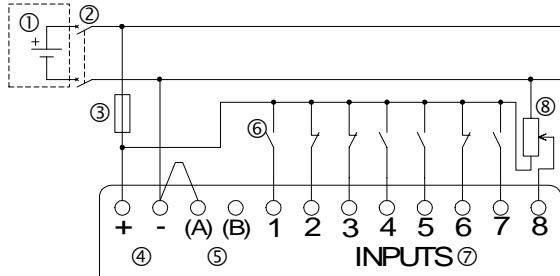 ① ②
+
③ ⑥ ⑧
+ - (A) (B) 1 2 3 4 5 6 7 8
④ ⑤ INPUTS ⑦